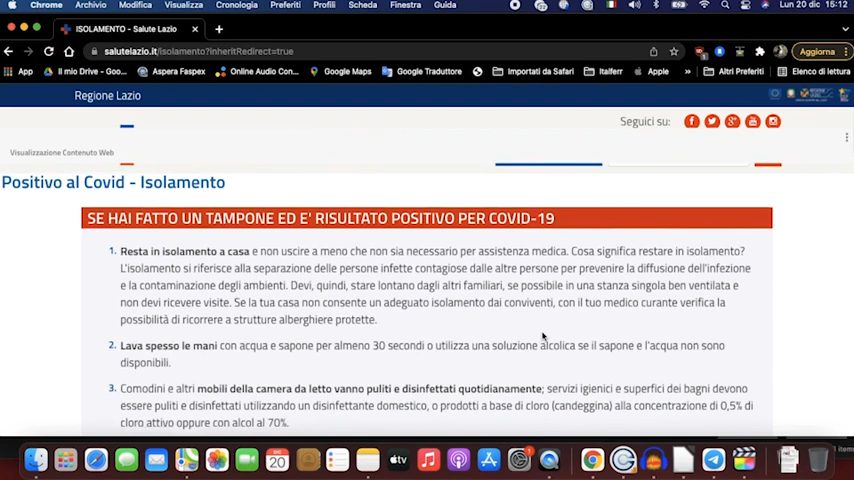 Chrome Archivio Modifica Visualizza Cronologia Preferiti Profili Scheda Finestra Guida Lun 20 dic 15:12
ISOLAMENTO - Salute Lazio
salutelazio.it/isolamento?inheritRedirect=true Aggiorna
App Il mio Drive - Goo... Aspera Faspex Online Audio Con... Google Maps Google Traduttore Importati da Safari Italferr Apple » Altri Preferiti Elenco di lettura
Regione Lazio
Seguici su:
Visualizzazione Contenuto Web
Positivo al Covid - Isolamento
SE HAI FATTO UN TAMPONE ED E' RISULTATO POSITIVO PER COVID-19
1. Resta in isolamento a casa e non uscire a meno che non sia necessario per assistenza medica. Cosa significa restare in isolamento?
L'isolamento si riferisce alla separazione delle persone infette contagiose dalle altre persone per prevenire la diffusione dell'infezione
e la contaminazione degli ambienti. Devi, quindi, stare lontano dagli altri familiari, se possibile in una stanza singola ben ventilata e
non devi ricevere visite. Se la tua casa non consente un adeguato isolamento dai conviventi, con il tuo medico curante verifica la
possibilità di ricorrere a strutture alberghiere protette.
2. Lava spesso le mani con acqua e sapone per almeno 30 secondi o utilizza una soluzione alcolica se il sapone e l'acqua non sono
disponibili.
3. Comodini e altri mobili della camera da letto vanno puliti e disinfettati quotidianamente; servizi igienici e superfici dei bagni devono
essere puliti e disinfettati utilizzando un disinfettante domestico, o prodotti a base di cloro (candeggina) alla concentrazione di 0,5% di
cloro attivo oppure con alcol al 70%.
20
tv